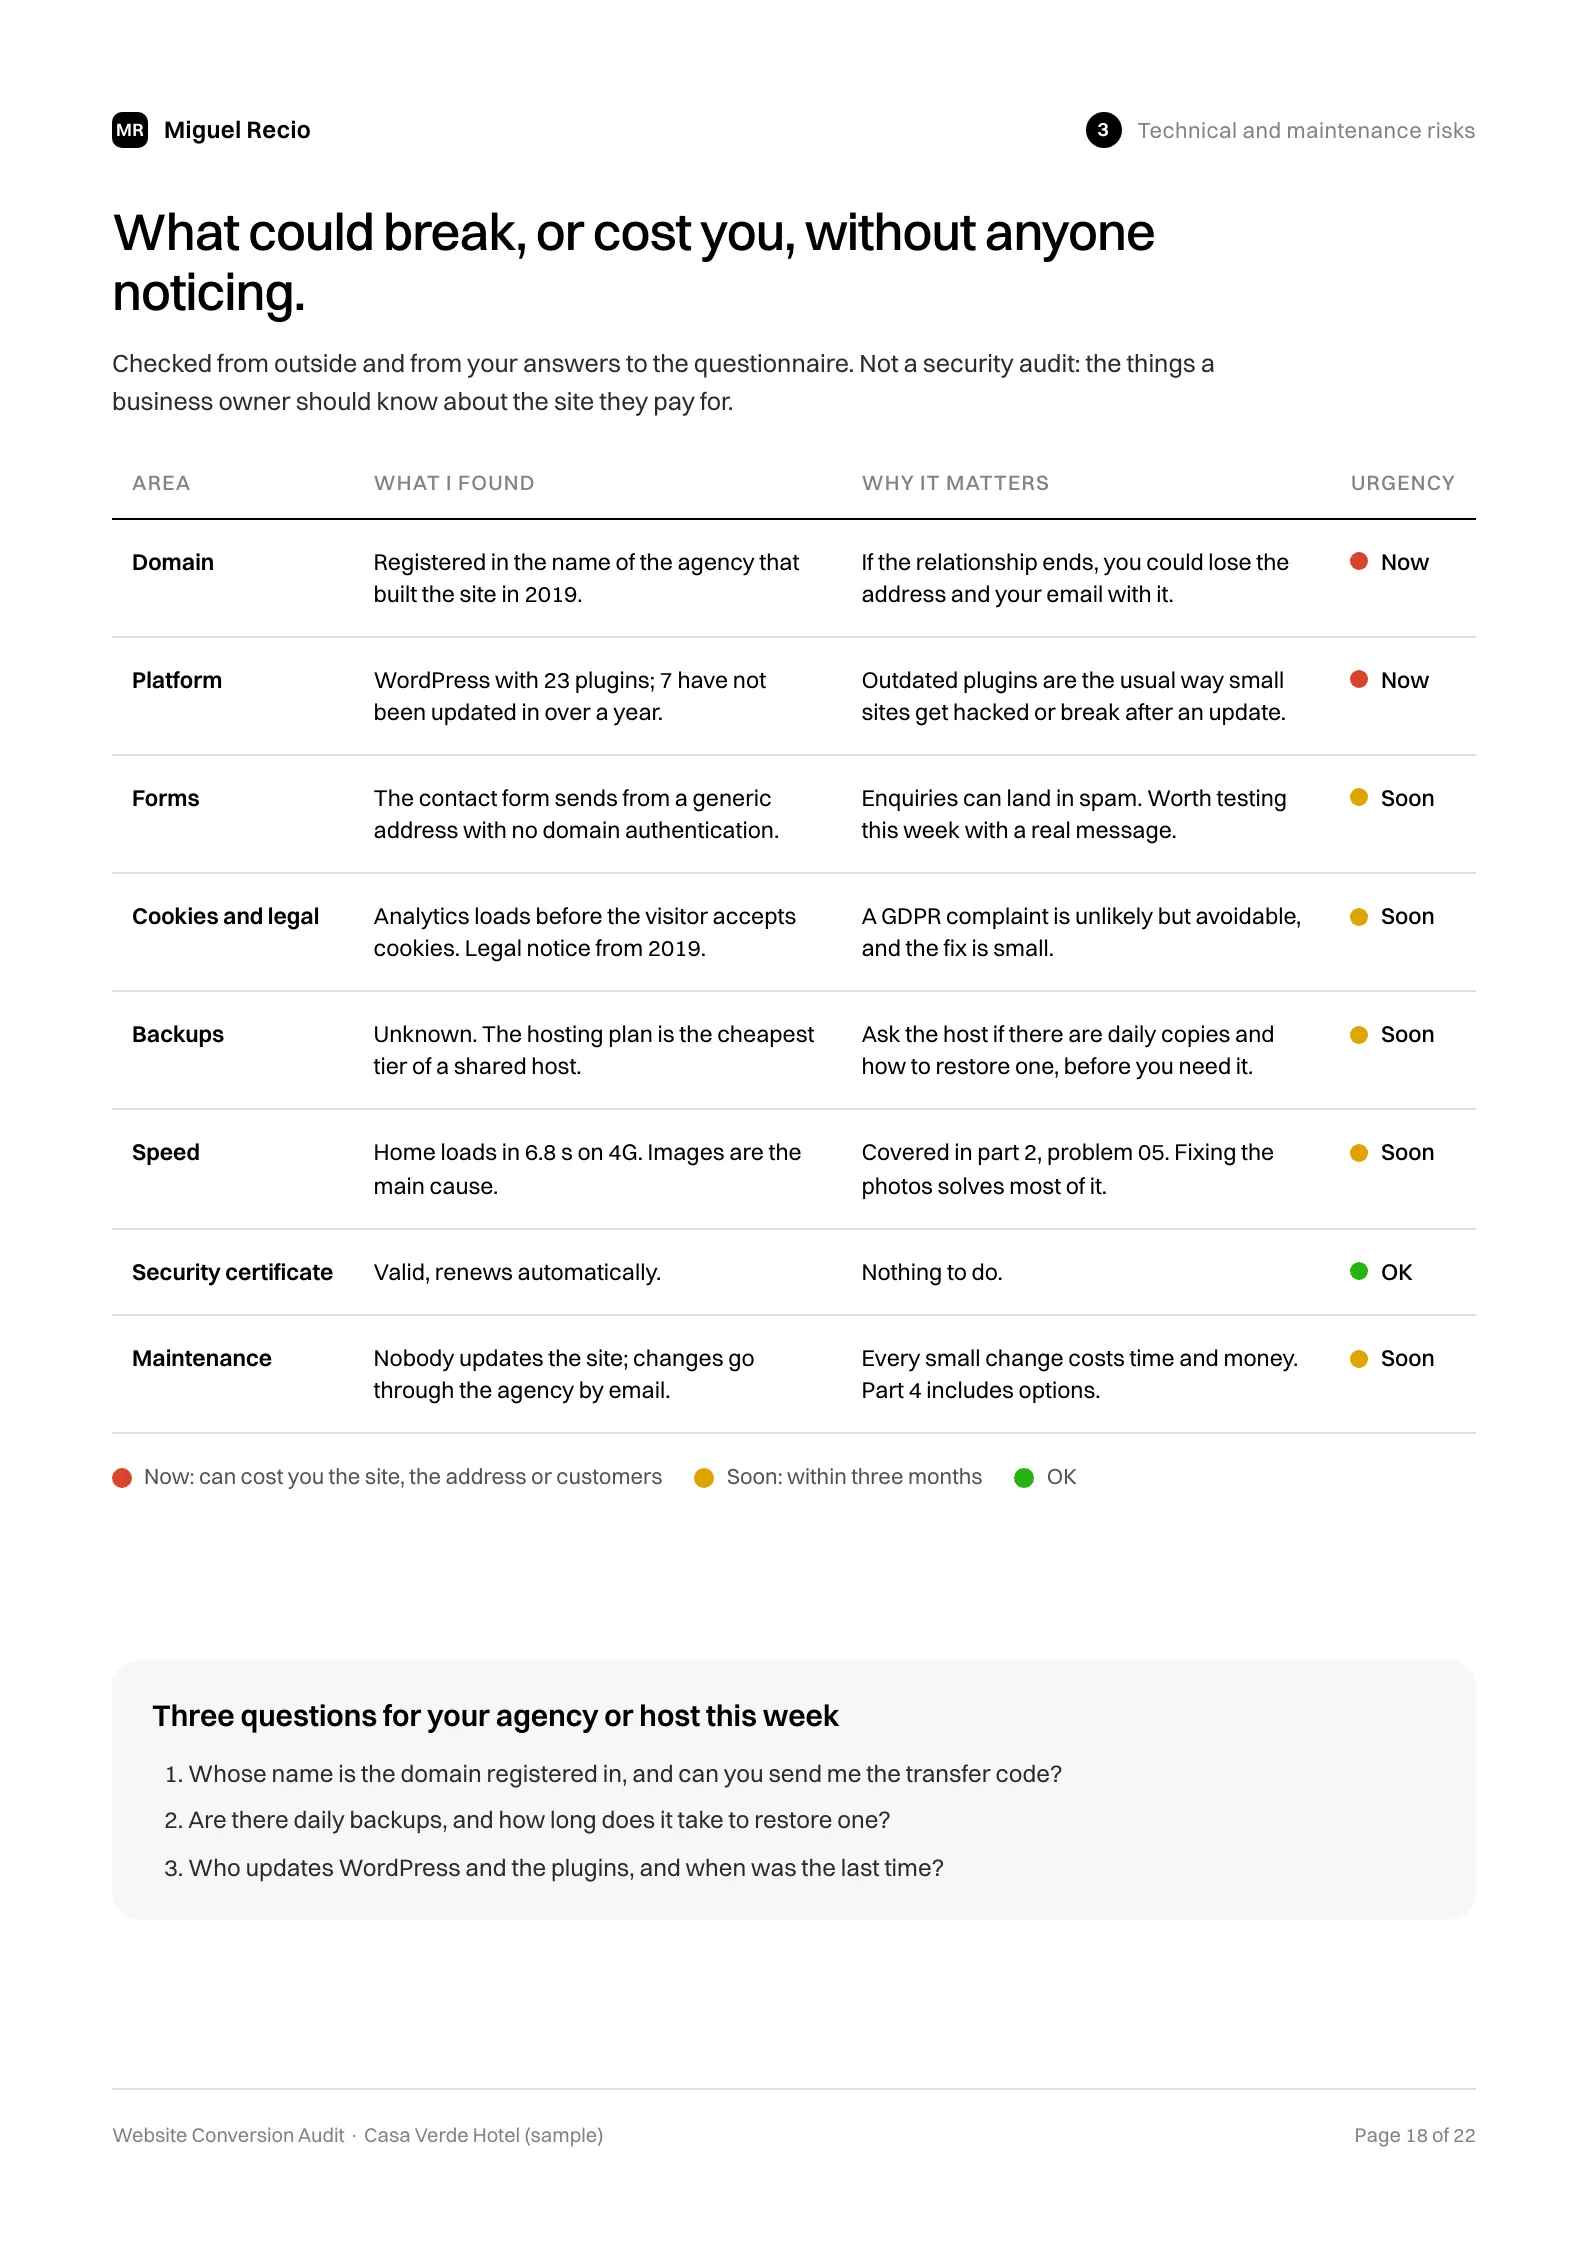 MR Miguel Recio
3 Technical and maintenance risks
What could break, or cost you, without anyone
noticing.
Checked from outside and from your answers to the questionnaire. Not a security audit: the things a
business owner should know about the site they pay for.
AREA WHAT I FOUND WHY IT MATTERS URGENCY
Domain Registered in the name of the agency that If the relationship ends, you could lose the Now
built the site in 2019. address and your email with it.
Platform WordPress with 23 plugins; 7 have not Outdated plugins are the usual way small Now
been updated in over a year. sites get hacked or break after an update.
Forms The contact form sends from a generic Enquiries can land in spam. Worth testing Soon
address with no domain authentication. this week with a real message.
Cookies and legal Analytics loads before the visitor accepts A GDPR complaint is unlikely but avoidable, Soon
cookies. Legal notice from 2019. and the fix is small.
Backups Unknown. The hosting plan is the cheapest Ask the host if there are daily copies and Soon
tier of a shared host. how to restore one, before you need it.
Speed Home loads in 6.8 s on 4G. Images are the Covered in part 2, problem 05. Fixing the Soon
main cause. photos solves most of it.
Security certificate Valid, renews automatically. Nothing to do. OK
Maintenance Nobody updates the site; changes go Every small change costs time and money. Soon
through the agency by email. Part 4 includes options.
Now: can cost you the site, the address or customers Soon: within three months OK
Three questions for your agency or host this week
1. Whose name is the domain registered in, and can you send me the transfer code?
2. Are there daily backups, and how long does it take to restore one?
3. Who updates WordPress and the plugins, and when was the last time?
Website Conversion Audit · Casa Verde Hotel (sample) Page 18 of 22